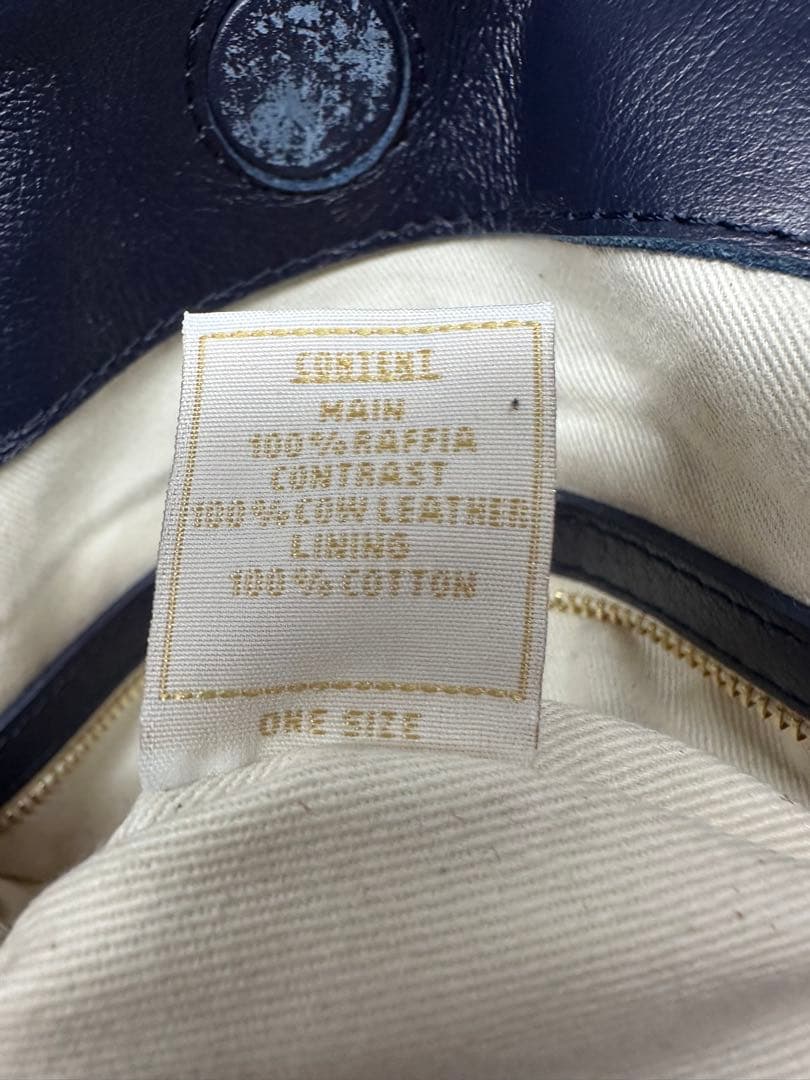 CONTENT
MAIN
100% RAFFIA
CONTRAST
100% COW LEATHER
LINING
100% COTTON
ONE SIZE